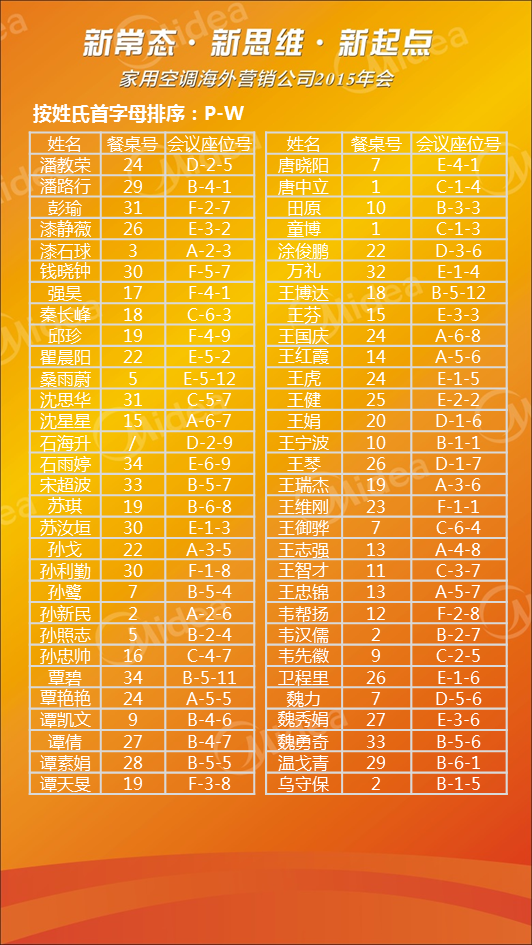 新常态·新思维·新起点
家用空调海外营销公司2015年会
按姓氏首字母排序：P-W
姓名 餐桌号 会议座位号
潘教荣 24 D-2-5
潘路行 29 B-4-1
彭瑜 31 F-2-7
漆静薇 26 E-3-2
漆石球 3 A-2-3
钱晓钟 30 F-5-7
强昊 17 F-4-1
秦长峰 18 C-6-3
邱珍 19 F-4-9
瞿晨阳 22 E-5-2
桑雨蔚 5 E-5-12
沈思华 31 C-5-7
沈星星 15 A-6-7
石海升 / D-2-9
石雨婷 34 E-6-9
宋超波 33 B-5-7
苏琪 19 B-6-8
苏汝垣 30 E-1-3
孙戈 22 A-3-5
孙利勤 30 F-1-8
孙鹭 7 B-5-4
孙新民 2 A-2-6
孙照志 5 B-2-4
孙忠帅 16 C-4-7
覃碧 34 B-5-11
覃艳艳 24 A-5-5
谭凯文 9 B-4-6
谭倩 27 B-4-7
谭素娟 28 B-5-5
谭天旻 19 F-3-8
姓名 餐桌号 会议座位号
唐晓阳 7 E-4-1
唐中立 1 C-1-4
田原 10 B-3-3
童博 1 C-1-3
涂俊鹏 22 D-3-6
万礼 32 E-1-4
王博达 18 B-5-12
王芬 15 E-3-3
王国庆 24 A-6-8
王红霞 14 A-5-6
王虎 24 E-1-5
王健 25 E-2-2
王娟 20 D-1-6
王宁波 10 B-1-1
王琴 26 D-1-7
王瑞杰 19 A-3-6
王维刚 23 F-1-1
王御骅 7 C-6-4
王志强 13 A-4-8
王智才 11 C-3-7
王忠锦 13 A-5-7
韦帮扬 12 F-2-8
韦汉儒 2 B-2-7
韦先徽 9 C-2-5
卫程里 26 E-1-6
魏力 7 D-5-6
魏秀娟 27 E-3-6
魏勇奇 33 B-5-6
温戈青 29 B-6-1
乌守保 2 B-1-5